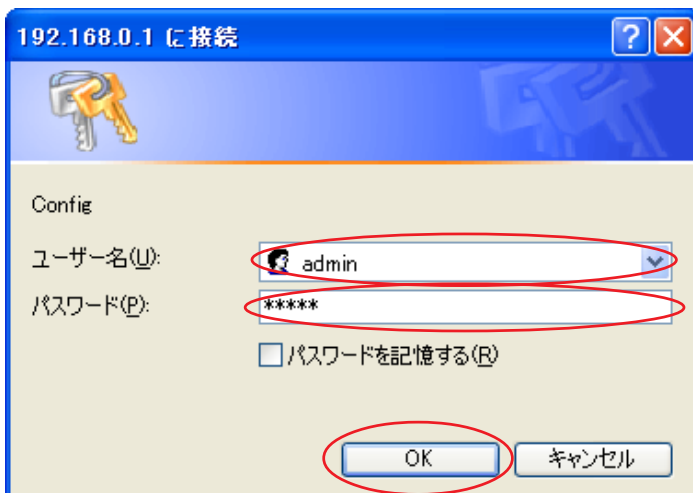 192.168.0.1 に接続
Config
ユーザー名(U):
admin
パスワード(P):
*****
パスワードを記憶する(R)
OK
キャンセル